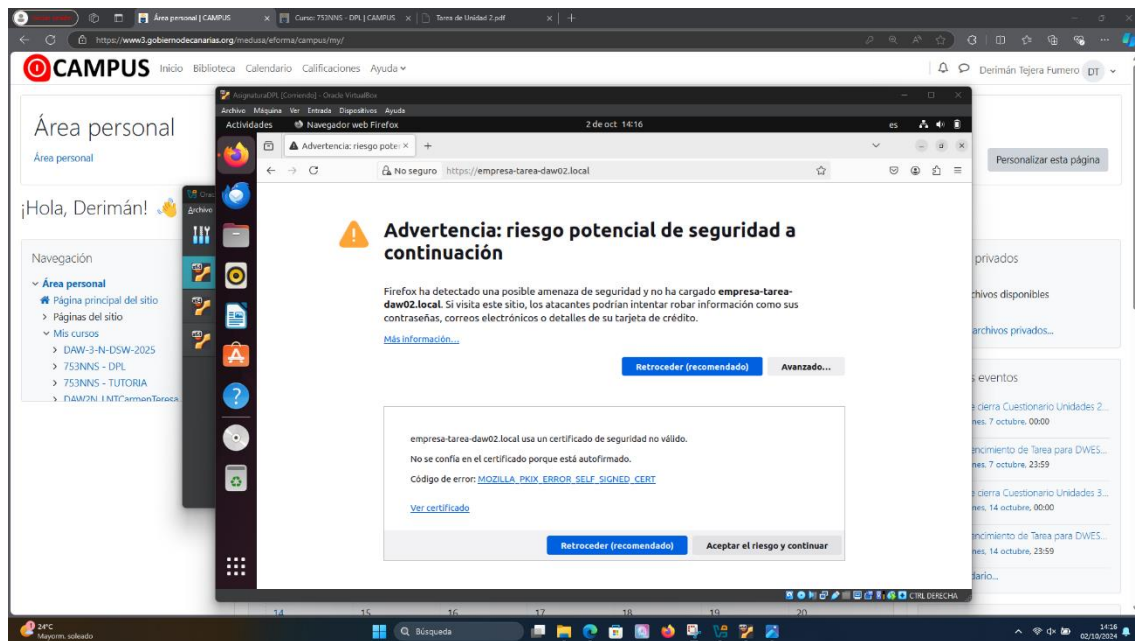 Área personal | CAMPUS
Curso: 753NNS - DPL | CAMPUS
Tarea de Unidad 2.pdf
https://www3.gobiernodecanarias.org/medusa/eforma/campus/my/
CAMPUS
Inicio Biblioteca Calendario Calificaciones Ayuda
Derimán Tejera Fumero DT
AsignaturaDPL [Corriendo] - Oracle VirtualBox
Archivo Máquina Ver Entrada Dispositivos Ayuda
Actividades Navegador web Firefox 2 de oct 14:16 es
Área personal
Advertencia: riesgo poter
Área personal
Personalizar esta página
No seguro https://empresa-tarea-daw02.local
Orac
¡Hola, Derimán!
Archivo
Advertencia: riesgo potencial de seguridad a
continuación
Navegación
privados
Área personal
Firefox ha detectado una posible amenaza de seguridad y no ha cargado empresa-tarea-
daw02.local. Si visita este sitio, los atacantes podrían intentar robar información como sus
contraseñas, correos electrónicos o detalles de su tarjeta de crédito.
chivos disponibles
Página principal del sitio
Páginas del sitio
Más información...
archivos privados...
Mis cursos
DAW-3-N-DSW-2025
753NNS - DPL
753NNS - TUTORIA
DAW2N_LNTCarmenTeresa
Retroceder (recomendado) Avanzado...
s eventos
e cierra Cuestionario Unidades 2...
nes, 7 octubre, 00:00
empresa-tarea-daw02.local usa un certificado de seguridad no válido.
encimiento de Tarea para DWES...
No se confía en el certificado porque está autofirmado.
nes, 7 octubre, 23:59
Código de error: MOZILLA_PKIX_ERROR_SELF_SIGNED_CERT
e cierra Cuestionario Unidades 3...
Ver certificado
nes, 14 octubre, 00:00
encimiento de Tarea para DWES...
Retroceder (recomendado) Aceptar el riesgo y continuar
nes, 14 octubre, 23:59
dario...
CTRL DERECHA
14 15 16 17 18 19 20
24°C
Mayorm. soleado
Búsqueda
14:16
02/10/2024